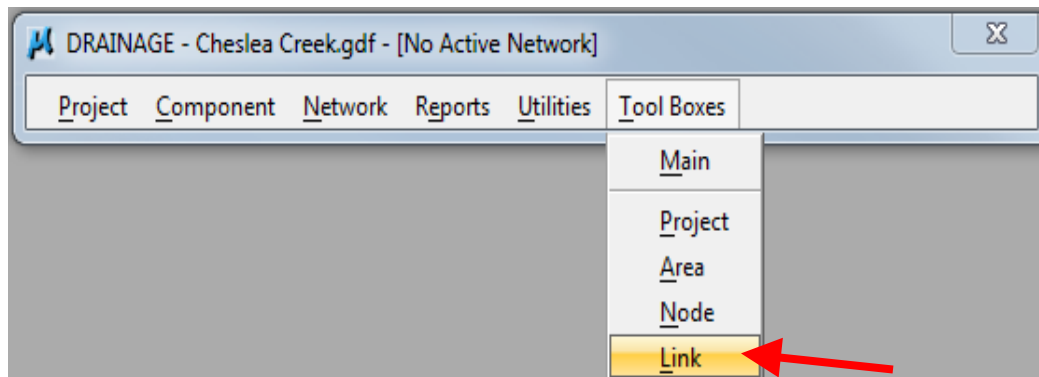 DRAINAGE - Cheslea Creek.gdf - [No Active Network]
Project Component Network Reports Utilities Tool Boxes
Main
Project
Area
Node
Link